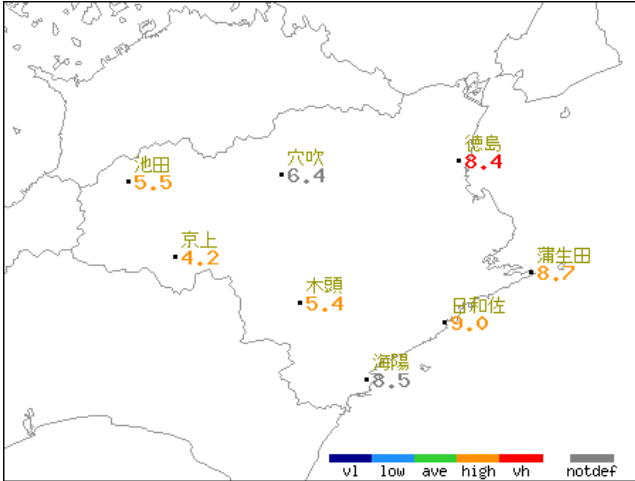 徳島
8.4
穴吹
6.4
池田
5.5
京上
4.2
蒲生田
8.7
木頭
5.4
日和佐
9.0
海陽
8.5
vl low ave high vh notdef